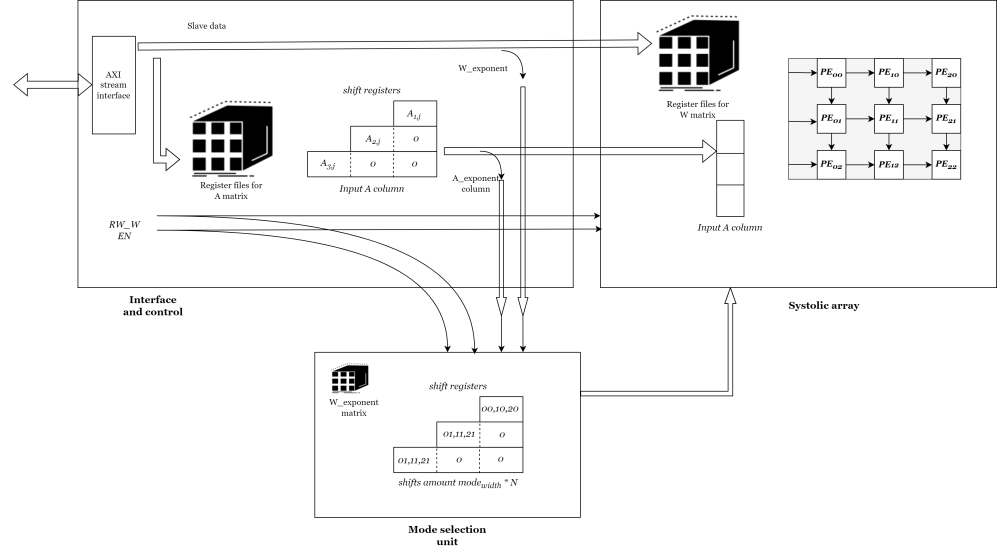 Slave data
AXI
stream
interface
W_exponent
shift registers
A1,j
A2,j 0
A3,j 0 0
Input A column
Register files for
A matrix
A_exponent
column
RW_W
EN
Interface
and control
Register files for
W matrix
Input A column
PE00 PE10 PE20
PE01 PE11 PE21
PE02 PE12 PE22
Systolic array
W_exponent
matrix
shift registers
00,10,20
01,11,21 0
01,11,21 0 0
shifts amount modewidth * N
Mode selection
unit